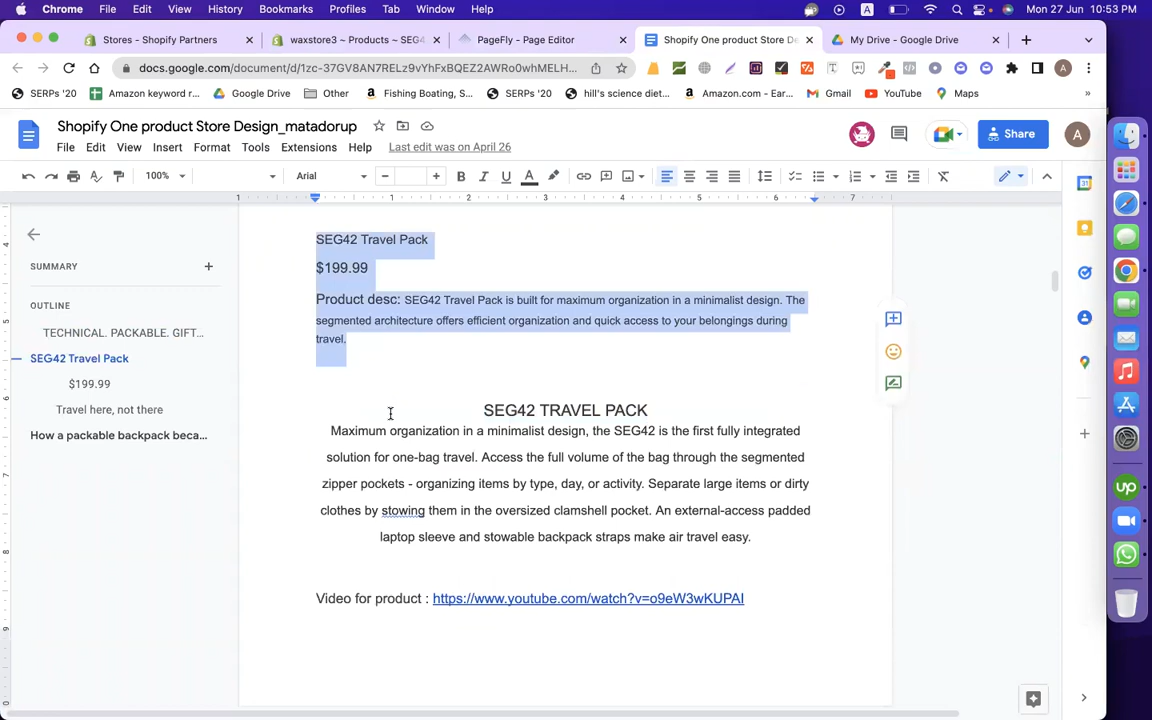 Chrome File Edit View History Bookmarks Profiles Tab Window Help A Mon 27 Jun 10:53 PM
Stores - Shopify Partners waxstore3 ~ Products ~ SEG4 PageFly - Page Editor Shopify One product Store De My Drive - Google Drive
docs.google.com/document/d/1zc-37GV8AN7RELz9vYhFxBQEZ2AWRo0whMELH... A
SERPs '20 Amazon keyword r... Google Drive Other Fishing Boating, S... SERPs '20 hill's science diet... Amazon.com - Ear... Gmail YouTube Maps »
Shopify One product Store Design_matadorup
Share A
File Edit View Insert Format Tools Extensions Help Last edit was on April 26
100% Arial B I U A
1 1 2 3 4 5 6 7
SUMMARY
OUTLINE
TECHNICAL. PACKABLE. GIFT...
SEG42 Travel Pack
$199.99
Travel here, not there
How a packable backpack beca...
SEG42 Travel Pack
$199.99
Product desc: SEG42 Travel Pack is built for maximum organization in a minimalist design. The
segmented architecture offers efficient organization and quick access to your belongings during
travel.
SEG42 TRAVEL PACK
Maximum organization in a minimalist design, the SEG42 is the first fully integrated
solution for one-bag travel. Access the full volume of the bag through the segmented
zipper pockets - organizing items by type, day, or activity. Separate large items or dirty
clothes by stowing them in the oversized clamshell pocket. An external-access padded
laptop sleeve and stowable backpack straps make air travel easy.
Video for product : https://www.youtube.com/watch?v=o9eW3wKUPAI
up